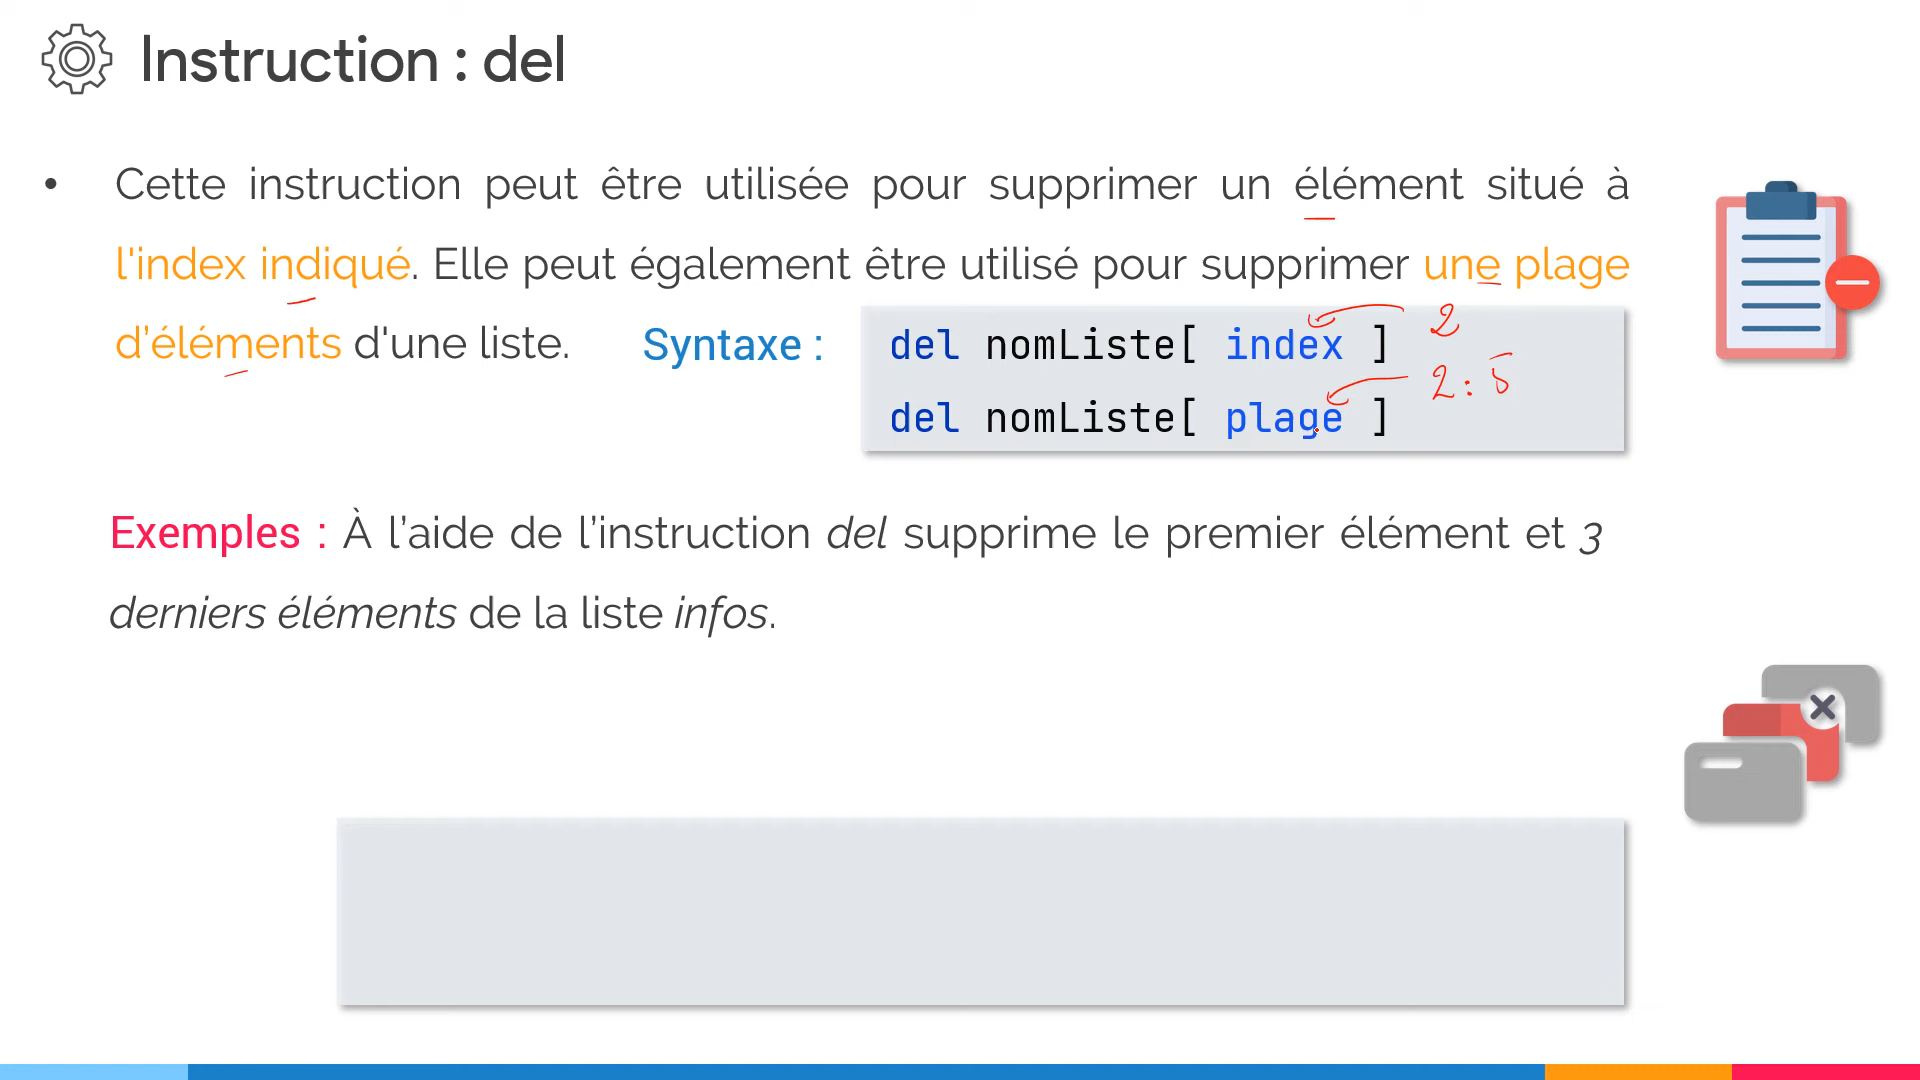 Instruction : del
• Cette instruction peut être utilisée pour supprimer un élément situé à
l'index indiqué. Elle peut également être utilisé pour supprimer une plage
d’éléments d'une liste.
Syntaxe :
del nomListe[ index ] 2
del nomListe[ plage ] 2:5
Exemples : À l’aide de l’instruction del supprime le premier élément et 3
derniers éléments de la liste infos.